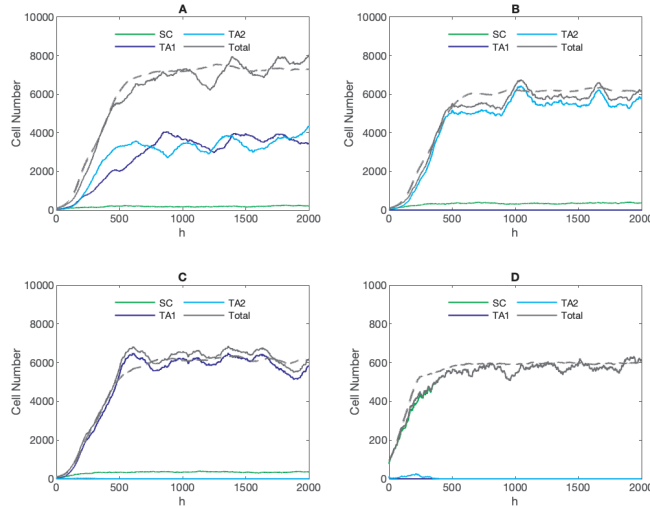 A
SC TA2
TA1 Total
10000
8000
6000
4000
2000
0
Cell Number
0 500 1000 1500 2000
h
B
SC TA2
TA1 Total
10000
8000
6000
4000
2000
0
Cell Number
0 500 1000 1500 2000
h
C
SC TA2
TA1 Total
10000
8000
6000
4000
2000
0
Cell Number
0 500 1000 1500 2000
h
D
SC TA2
TA1 Total
1000
800
600
400
200
0
Cell Number
0 500 1000 1500 2000
h